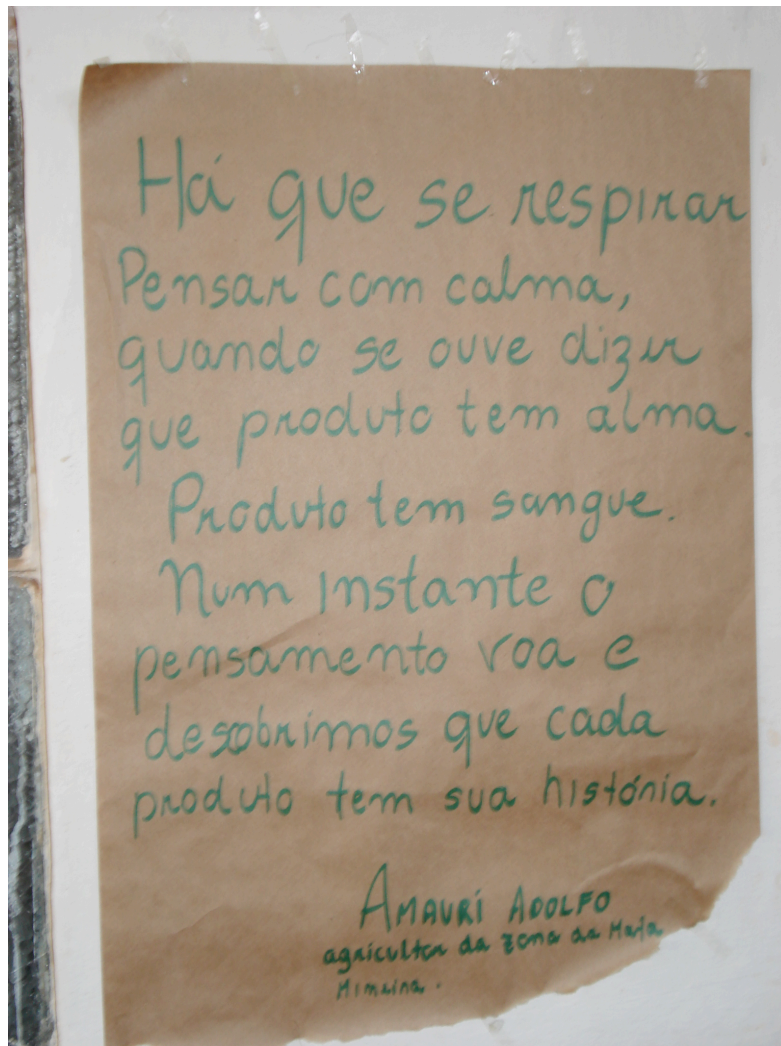 Há que se respirar
Pensar com calma,
quando se ouve dizer
que produto tem alma.
Produto tem sangue.
Num instante o
pensamento voa e
descobrimos que cada
produto tem sua história.
AMAURI ADOLFO
agricultor da zona da Mata
Mineira.